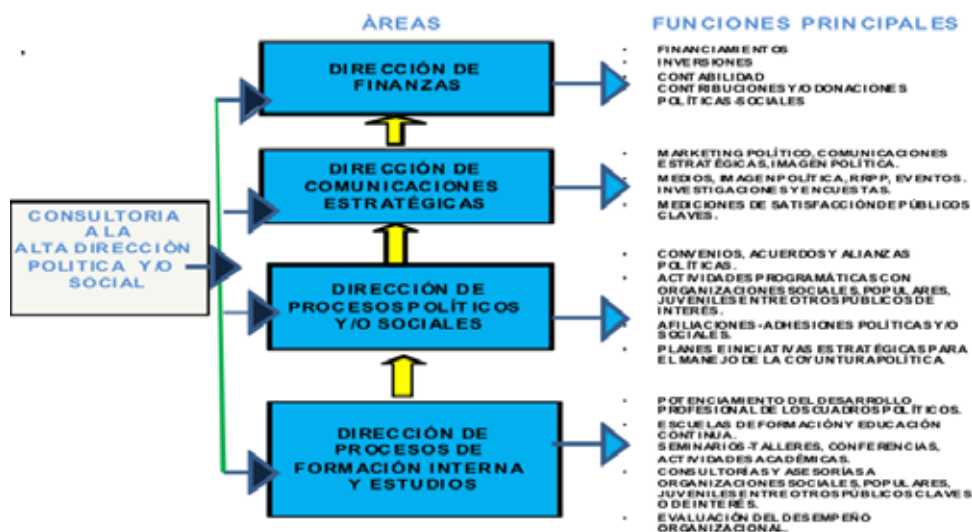 ÀREAS
FUNCIONES PRINCIPALES
CONSULTORIA
A LA
ALTA DIRECCIÓN
POLITICA Y/O
SOCIAL
DIRECCIÓN DE
FINANZAS
• FINANCIAMIENTOS
• INVERSIONES
• CONTABILIDAD
• CONTRIBUCIONES Y/O DONACIONES
POLÍTICAS-SOCIALES
DIRECCIÓN DE
COMUNICACIONES
ESTRATÉGICAS
• MARKETING POLÍTICO, COMUNICACIONES
ESTRATÉGICAS, IMAGEN POLÍTICA.
• MEDIOS, IMAGEN POLÍTICA, RRPP, EVENTOS.
INVESTIGACIONES Y ENCUESTAS.
• MEDICIONES DE SATISFACCIÓN DE PÚBLICOS
CLAVES.
DIRECCIÓN DE
PROCESOS POLÍTICOS
Y/O SOCIALES
• CONVENIOS, ACUERDOS Y ALIANZAS
POLÍTICAS.
• ACTIVIDADES PROGRAMÁTICAS CON
ORGANIZACIONES SOCIALES, POPULARES,
JUVENILES ENTRE OTROS PÚBLICOS DE
INTERÉS.
• AFILIACIONES-ADHESIONES POLÍTICAS Y/O
SOCIALES.
• PLANES E INICIATIVAS ESTRATÉGICAS PARA
EL MANEJO DE LA COYUNTURA POLÍTICA
DIRECCIÓN DE
PROCESOS DE
FORMACIÓN INTERNA
Y ESTUDIOS
• POTENCIAMIENTO DEL DESARROLLO
PROFESIONAL DE LOS CUADROS POLÍTICOS.
• ESCUELAS DE FORMACIÓN Y EDUCACIÓN
CONTINUA.
• SEMINARIOS-TALLERES, CONFERENCIAS,
ACTIVIDADES ACADÉMICAS.
• CONSULTORÍAS Y ASESORÍAS A
ORGANIZACIONES SOCIALES, POPULARES,
JUVENILES ENTRE OTROS PÚBLICOS CLAVES
O DE INTERÉS.
• EVALUACIÓN DEL DESEMPEÑO
ORGANIZACIONAL.